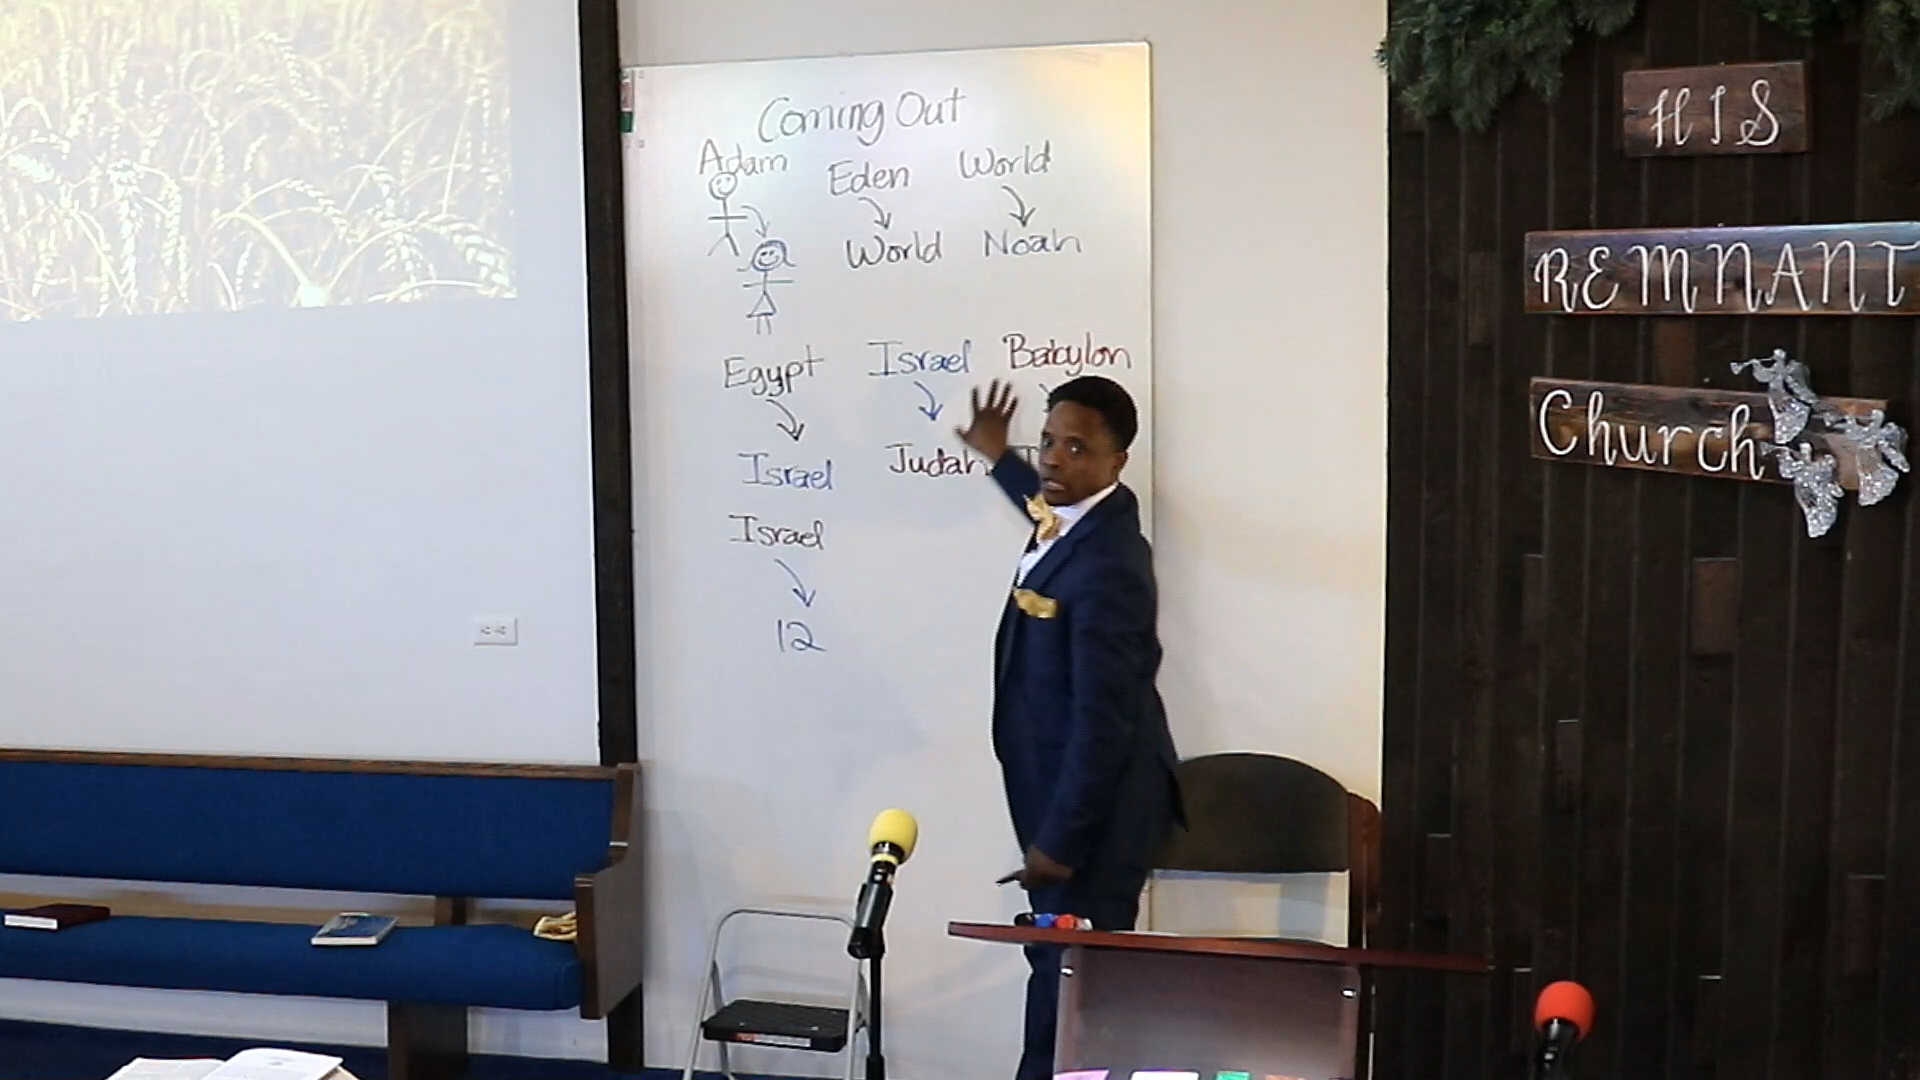 Coming Out
Adam Eden World
World Noah
Egypt Israel Babylon
Israel Judah
Israel
12
HIS
REMNANT
Church